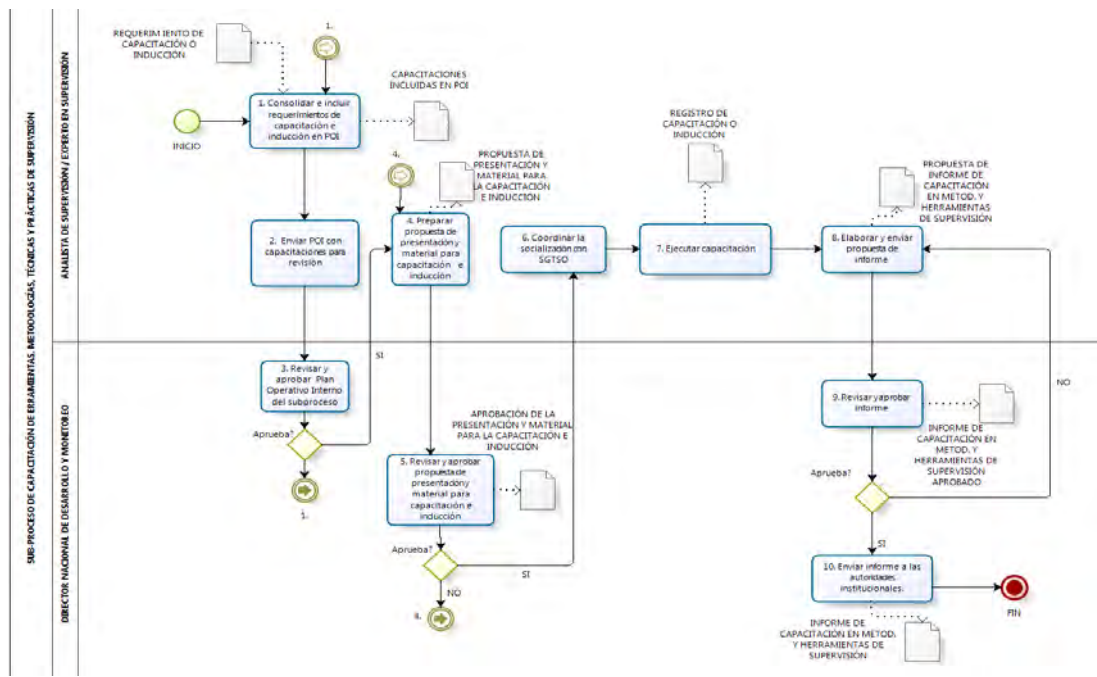 SUB-PROCESO DE CAPACITACIÓN DE ERRAMIENTAS, METODOLOGÍAS, TÉCNICAS Y PRÁCTICAS DE SUPERVISIÓN
ANALISTA DE SUPERVISIÓN / EXPERTO EN SUPERVISIÓN
REQUERIMIENTO DE
CAPACITACIÓN O
INDUCCIÓN
1.
INICIO
1. Consolidar e incluir
requerimientos de
capacitación e
inducción en POI
CAPACITACIONES
INCLUIDAS EN POI
2. Enviar POI con
capacitaciones para
revisión
4.
PROPUESTA DE
PRESENTACIÓN Y
MATERIAL PARA
LA CAPACITACIÓN
E INDUCCIÓN
4. Preparar
propuesta de
presentación y
material para
capacitación e
inducción
6. Coordinar la
socialización con
SGTSO
REGISTRO DE
CAPACITACIÓN O
INDUCCIÓN
7. Ejecutar capacitación
PROPUESTA DE
INFORME DE
CAPACITACIÓN
EN METOD. Y
HERRAMIENTAS
DE SUPERVISIÓN
8. Elaborar y enviar
propuesta de
informe
DIRECTOR NACIONAL DE DESARROLLO Y MONITOREO
3. Revisar y
aprobar Plan
Operativo Interno
del subproceso
Aprueba?
SI
APROBACIÓN DE LA
PRESENTACIÓN Y MATERIAL
PARA LA CAPACITACIÓN E
INDUCCIÓN
5. Revisar y aprobar
propuesta de
presentación y
material para
capacitación e
inducción
Aprueba?
SI
NO
9. Revisar y aprobar
informe
INFORME DE
CAPACITACIÓN EN
METOD. Y
HERRAMIENTAS DE
SUPERVISIÓN
APROBADO
Aprueba?
NO
SI
10. Enviar informe a las
autoridades
institucionales.
FIN
INFORME DE
CAPACITACIÓN EN METOD.
Y HERRAMIENTAS DE
SUPERVISIÓN